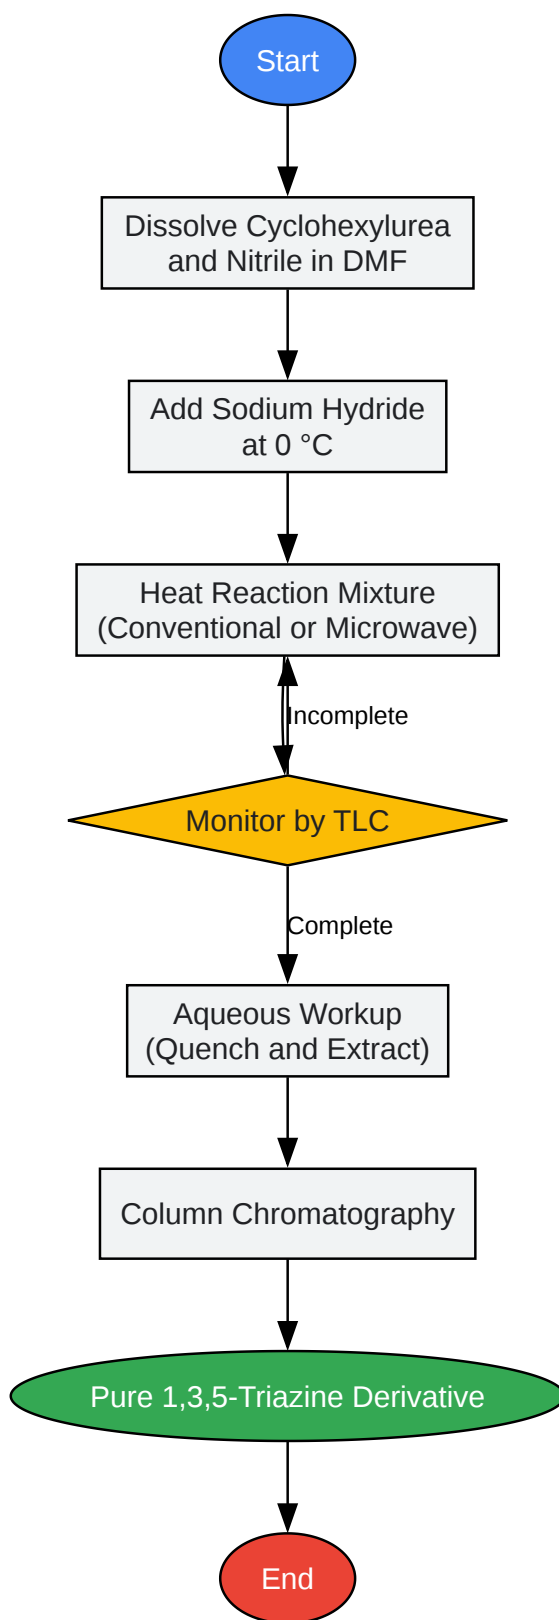 Start
Dissolve Cyclohexylurea
and Nitrile in DMF
Add Sodium Hydride
at 0 °C
Heat Reaction Mixture
(Conventional or Microwave)
Incomplete
Monitor by TLC
Complete
Aqueous Workup
(Quench and Extract)
Column Chromatography
Pure 1,3,5-Triazine Derivative
End